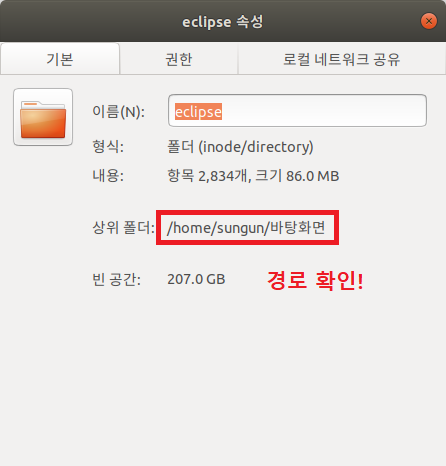 eclipse 속성
기본 권한 로컬 네트워크 공유
이름(N): eclipse
형식: 폴더 (inode/directory)
내용: 항목 2,834개, 크기 86.0 MB
상위 폴더: /home/sungun/바탕화면
빈 공간: 207.0 GB 경로 확인!